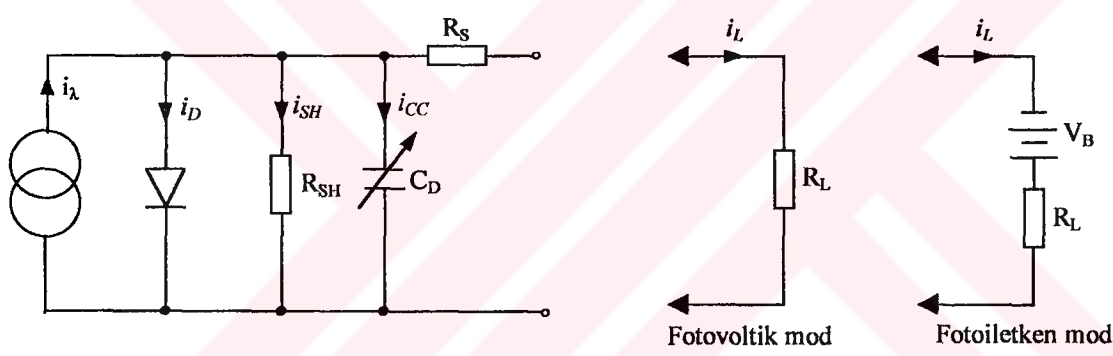 R_S
i_L
i_L
i_λ
i_D
i_SH
i_CC
V_B
R_SH
C_D
R_L
R_L
Fotovoltik mod
Fotoiletken mod